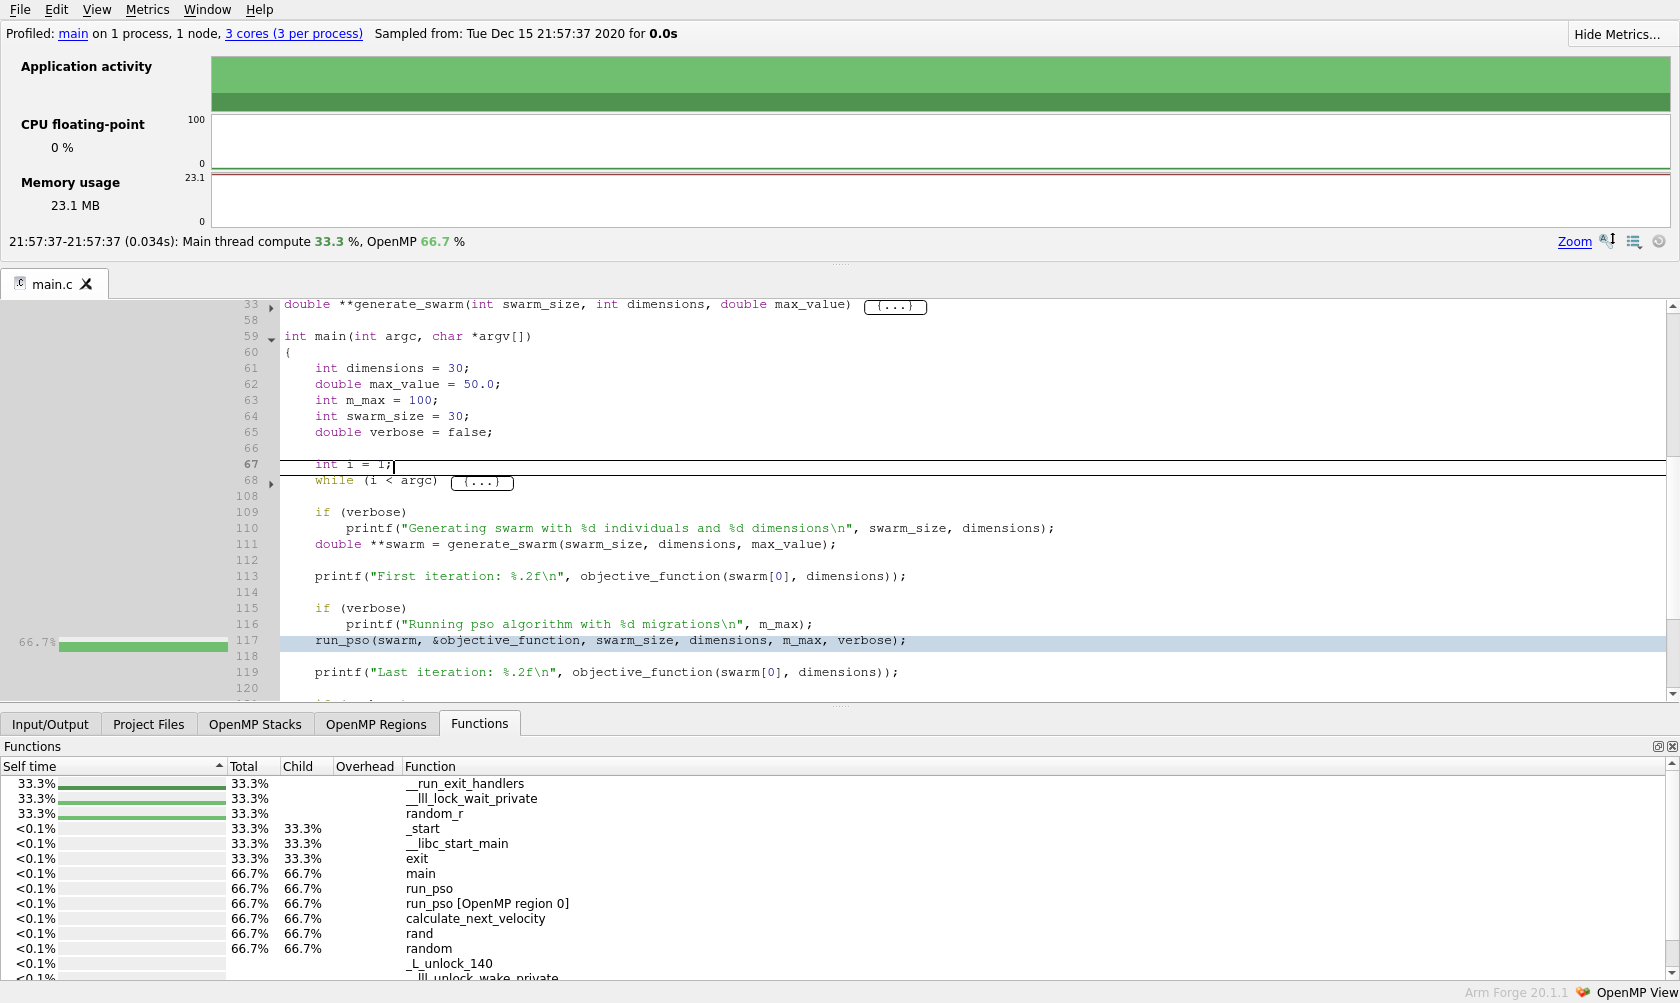 File Edit View Metrics Window Help
Profiled: main on 1 process, 1 node, 3 cores (3 per process) Sampled from: Tue Dec 15 21:57:37 2020 for 0.0s
Hide Metrics...
Application activity
CPU floating-point
0 %
100
0
Memory usage
23.1 MB
23.1
0
21:57:37-21:57:37 (0.034s): Main thread compute 33.3 %, OpenMP 66.7 %
Zoom
main.c
33 double **generate_swarm(int swarm_size, int dimensions, double max_value) {...}
58
59 int main(int argc, char *argv[])
60 {
61 int dimensions = 30;
62 double max_value = 50.0;
63 int m_max = 100;
64 int swarm_size = 30;
65 double verbose = false;
66
67 int i = 1;
68 while (i < argc) {...}
108
109 if (verbose)
110 printf("Generating swarm with %d individuals and %d dimensions\n", swarm_size, dimensions);
111 double **swarm = generate_swarm(swarm_size, dimensions, max_value);
112
113 printf("First iteration: %.2f\n", objective_function(swarm[0], dimensions));
114
115 if (verbose)
116 printf("Running pso algorithm with %d migrations\n", m_max);
66.7% 117 run_pso(swarm, &objective_function, swarm_size, dimensions, m_max, verbose);
118
119 printf("Last iteration: %.2f\n", objective_function(swarm[0], dimensions));
120
Input/Output Project Files OpenMP Stacks OpenMP Regions Functions
Functions
Self time Total Child Overhead Function
33.3% 33.3% __run_exit_handlers
33.3% 33.3% __lll_lock_wait_private
33.3% 33.3% random_r
<0.1% 33.3% 33.3% _start
<0.1% 33.3% 33.3% __libc_start_main
<0.1% 33.3% 33.3% exit
<0.1% 66.7% 66.7% main
<0.1% 66.7% 66.7% run_pso
<0.1% 66.7% 66.7% run_pso [OpenMP region 0]
<0.1% 66.7% 66.7% calculate_next_velocity
<0.1% 66.7% 66.7% rand
<0.1% 66.7% 66.7% random
<0.1% _L_unlock_140
<0.1% __lll_unlock_wake_private
Arm Forge 20.1.1 OpenMP View